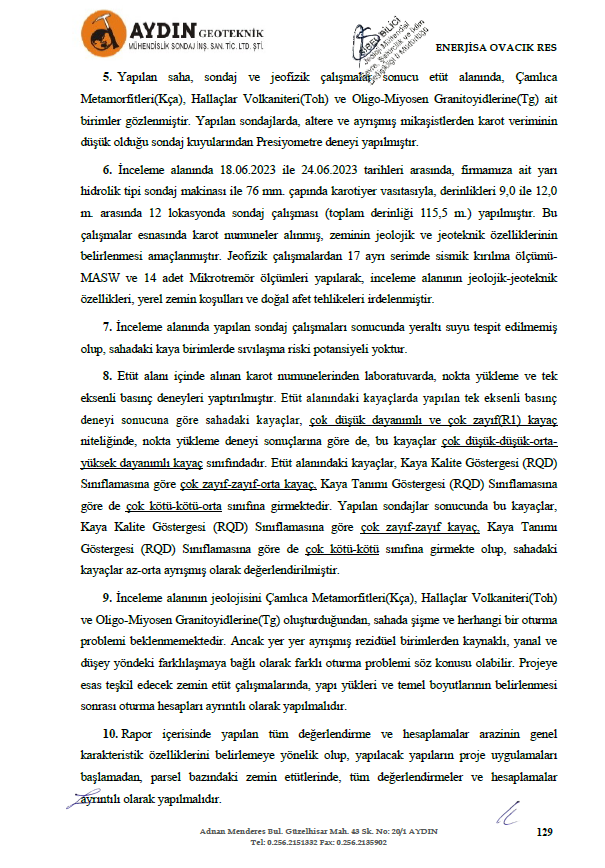 AYDIN GEOTEKNİK
MÜHENDİSLİK SONDAJ İNŞ. SAN. TİC. LTD. ŞTİ.
ENERJİSA OVACIK RES
5. Yapılan saha, sondaj ve jeofizik çalışmalar sonucu etüt alanında, Çamlıca
Metamorfitleri(Kça), Hallaçlar Volkaniteri(Toh) ve Oligo-Miyosen Granitoyidlerine(Tg) ait
birimler gözlenmiştir. Yapılan sondajlarda, altere ve ayrışmış mikaşistlerden karot veriminin
düşük olduğu sondaj kuyularından Presiyometre deneyi yapılmıştır.
6. İnceleme alanında 18.06.2023 ile 24.06.2023 tarihleri arasında, firmamıza ait yarı
hidrolik tipi sondaj makinası ile 76 mm. çapında karotiyer vasıtasıyla, derinlikleri 9,0 ile 12,0
m. arasında 12 lokasyonda sondaj çalışması (toplam derinliği 115,5 m.) yapılmıştır. Bu
çalışmalar esnasında karot numuneler alınmış, zeminin jeolojik ve jeoteknik özelliklerinin
belirlenmesi amaçlanmıştır. Jeofizik çalışmalardan 17 ayrı serimde sismik kırılma ölçümü-
MASW ve 14 adet Mikrotremör ölçümleri yapılarak, inceleme alanının jeolojik-jeoteknik
özellikleri, yerel zemin koşulları ve doğal afet tehlikeleri irdelenmiştir.
7. İnceleme alanında yapılan sondaj çalışmaları sonucunda yeraltı suyu tespit edilmemiş
olup, sahadaki kaya birimlerde sıvılaşma riski potansiyeli yoktur.
8. Etüt alanı içinde alınan karot numunelerinden laboratuvarda, nokta yükleme ve tek
eksenli basınç deneyleri yaptırılmıştır. Etüt alanındaki kayaçlarda yapılan tek eksenli basınç
deneyi sonucuna göre sahadaki kayaçlar, çok düşük dayanımlı ve çok zayıf(R1) kayaç
niteliğinde, nokta yükleme deneyi sonuçlarına göre de, bu kayaçlar çok düşük-düşük-orta-
yüksek dayanımlı kayaç sınıfındadır. Etüt alanındaki kayaçlar, Kaya Kalite Göstergesi (RQD)
Sınıflamasına göre çok zayıf-zayıf-orta kayaç, Kaya Tanımı Göstergesi (RQD) Sınıflamasına
göre de çok kötü-kötü-orta sınıfına girmektedir. Yapılan sondajlar sonucunda bu kayaçlar,
Kaya Kalite Göstergesi (RQD) Sınıflamasına göre çok zayıf-zayıf kayaç, Kaya Tanımı
Göstergesi (RQD) Sınıflamasına göre de çok kötü-kötü sınıfına girmekte olup, sahadaki
kayaçlar az-orta ayrışmış olarak değerlendirilmiştir.
9. İnceleme alanının jeolojisini Çamlıca Metamorfitleri(Kça), Hallaçlar Volkaniteri(Toh)
ve Oligo-Miyosen Granitoyidlerine(Tg) oluşturduğundan, sahada şişme ve herhangi bir oturma
problemi beklenmemektedir. Ancak yer yer ayrışmış rezidüel birimlerden kaynaklı, yanal ve
düşey yöndeki farklılaşmaya bağlı olarak farklı oturma problemi söz konusu olabilir. Projeye
esas teşkil edecek zemin etüt çalışmalarında, yapı yükleri ve temel boyutlarının belirlenmesi
sonrası oturma hesapları ayrıntılı olarak yapılmalıdır.
10. Rapor içerisinde yapılan tüm değerlendirme ve hesaplamalar arazinin genel
karakteristik özelliklerini belirlemeye yönelik olup, yapılacak yapıların proje uygulamaları
başlamadan, parsel bazındaki zemin etütlerinde, tüm değerlendirmeler ve hesaplamalar
ayrıntılı olarak yapılmalıdır.
Adnan Menderes Bul. Güzelhisar Mah. 43 Sk. No: 20/1 AYDIN
Tel: 0.256.2151332 Fax: 0.256.2135902
129